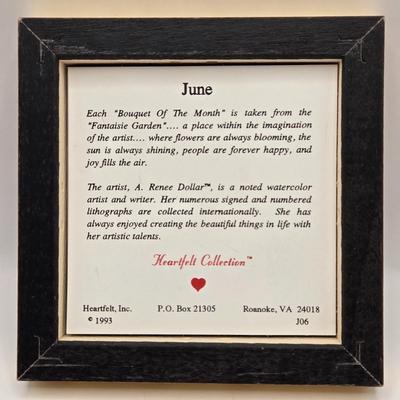 June
Each "Bouquet Of The Month" is taken from the
"Fantaisie Garden".... a place within the imagination
of the artist.... where flowers are always blooming, the
sun is always shining, people are forever happy, and
joy fills the air.
The artist, A. Renee Dollar™, is a noted watercolor
artist and writer. Her numerous signed and numbered
lithographs are collected internationally. She has
always enjoyed creating the beautiful things in life with
her artistic talents.
Heartfelt Collection™
Heartfelt, Inc. P.O. Box 21305 Roanoke, VA 24018
© 1993 J06